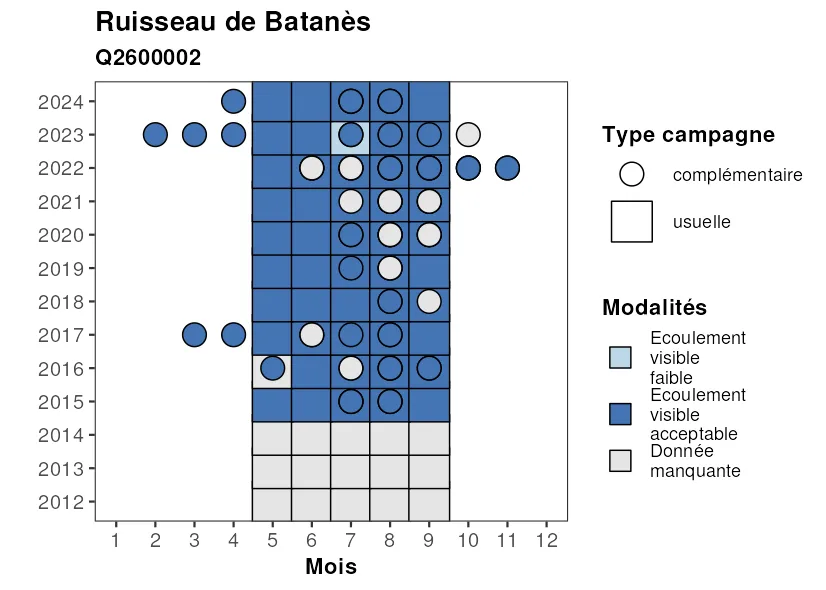 Ruisseau de Batanès
Q2600002
2024
2023
2022
2021
2020
2019
2018
2017
2016
2015
2014
2013
2012
1 2 3 4 5 6 7 8 9 10 11 12
Mois
Type campagne
complémentaire
usuelle
Modalités
Ecoulement
visible
faible
Ecoulement
visible
acceptable
Donnée
manquante